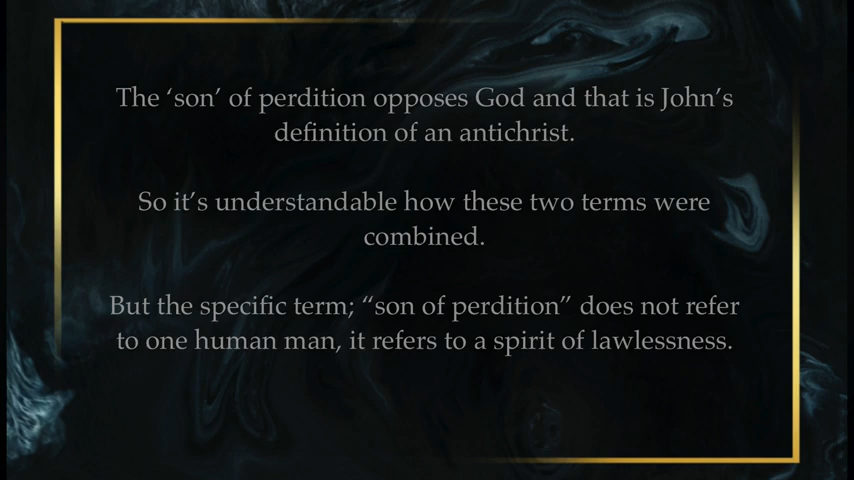 The ‘son’ of perdition opposes God and that is John’s
definition of an antichrist.
So it’s understandable how these two terms were
combined.
But the specific term; “son of perdition” does not refer
to one human man, it refers to a spirit of lawlessness.